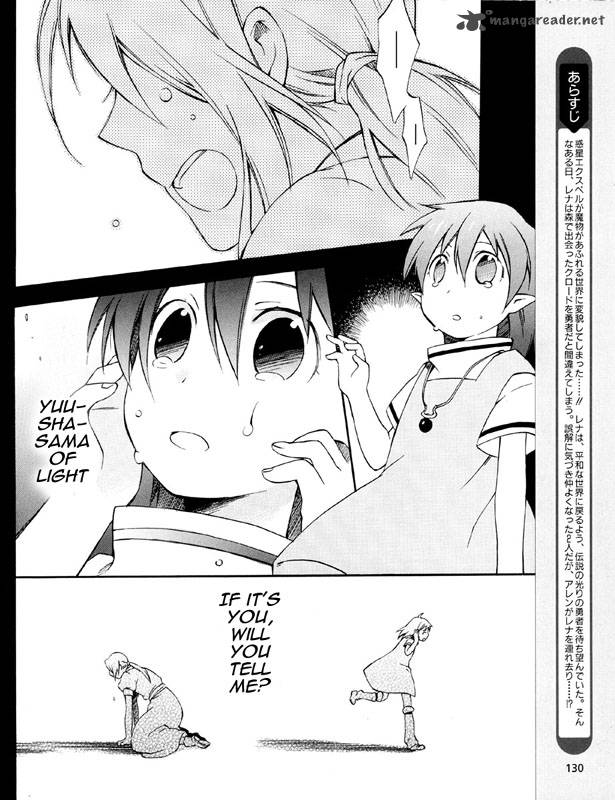 mangareader.net
あらすじ
惑星エクスペルが魔物があふれる世界に変貌してしまった……!! レナは、平和な世界に戻るよう、伝説の光りの勇者を待ち望んでいた。そん
なある日、レナは森で出会ったクロードを勇者だと間違えてしまう。誤解に気づき仲よくなった2人だが、アレンがレナを連れ去り……!?
YUU-
SHA-
SAMA
OF
LIGHT
IF IT'S
YOU,
WILL
YOU
TELL
ME?
130